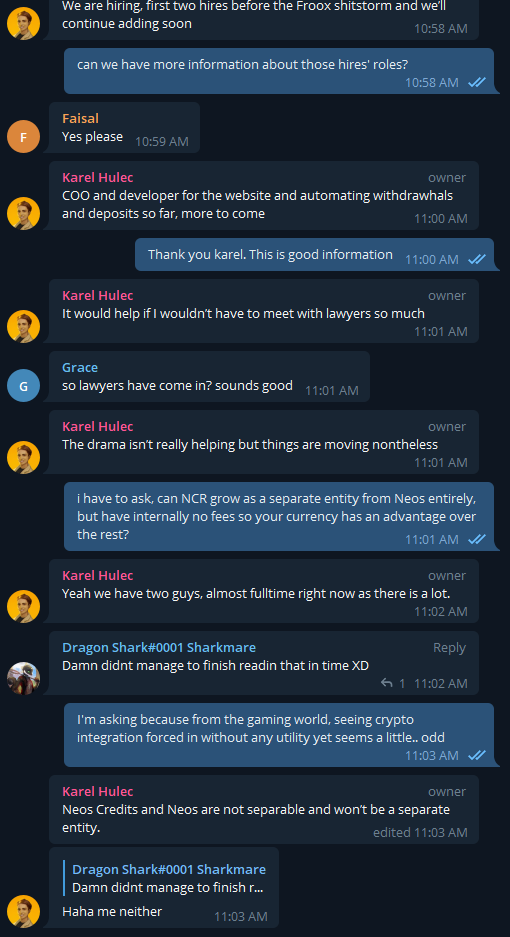 We are hiring, first two hires before the Froox shitstorm and we'll
continue adding soon
10:58 AM
can we have more information about those hires' roles?
10:58 AM
Faisal
F
Yes please 10:59 AM
Karel Hulec owner
COO and developer for the website and automating withdrawhals
and deposits so far, more to come
11:00 AM
Thank you karel. This is good information 11:00 AM
Karel Hulec owner
It would help if I wouldn't have to meet with lawyers so much
11:01 AM
Grace
G
so lawyers have come in? sounds good 11:01 AM
Karel Hulec owner
The drama isn't really helping but things are moving nontheless
11:01 AM
i have to ask, can NCR grow as a separate entity from Neos entirely,
but have internally no fees so your currency has an advantage over
the rest?
11:01 AM
Karel Hulec owner
Yeah we have two guys, almost fulltime right now as there is a lot.
11:02 AM
Dragon Shark#0001 Sharkmare Reply
Damn didnt manage to finish readin that in time XD
1 11:02 AM
I'm asking because from the gaming world, seeing crypto
integration forced in without any utility yet seems a little.. odd
11:03 AM
Karel Hulec owner
Neos Credits and Neos are not separable and won't be a separate
entity.
edited 11:03 AM
Dragon Shark#0001 Sharkmare
Damn didnt manage to finish r...
Haha me neither 11:03 AM